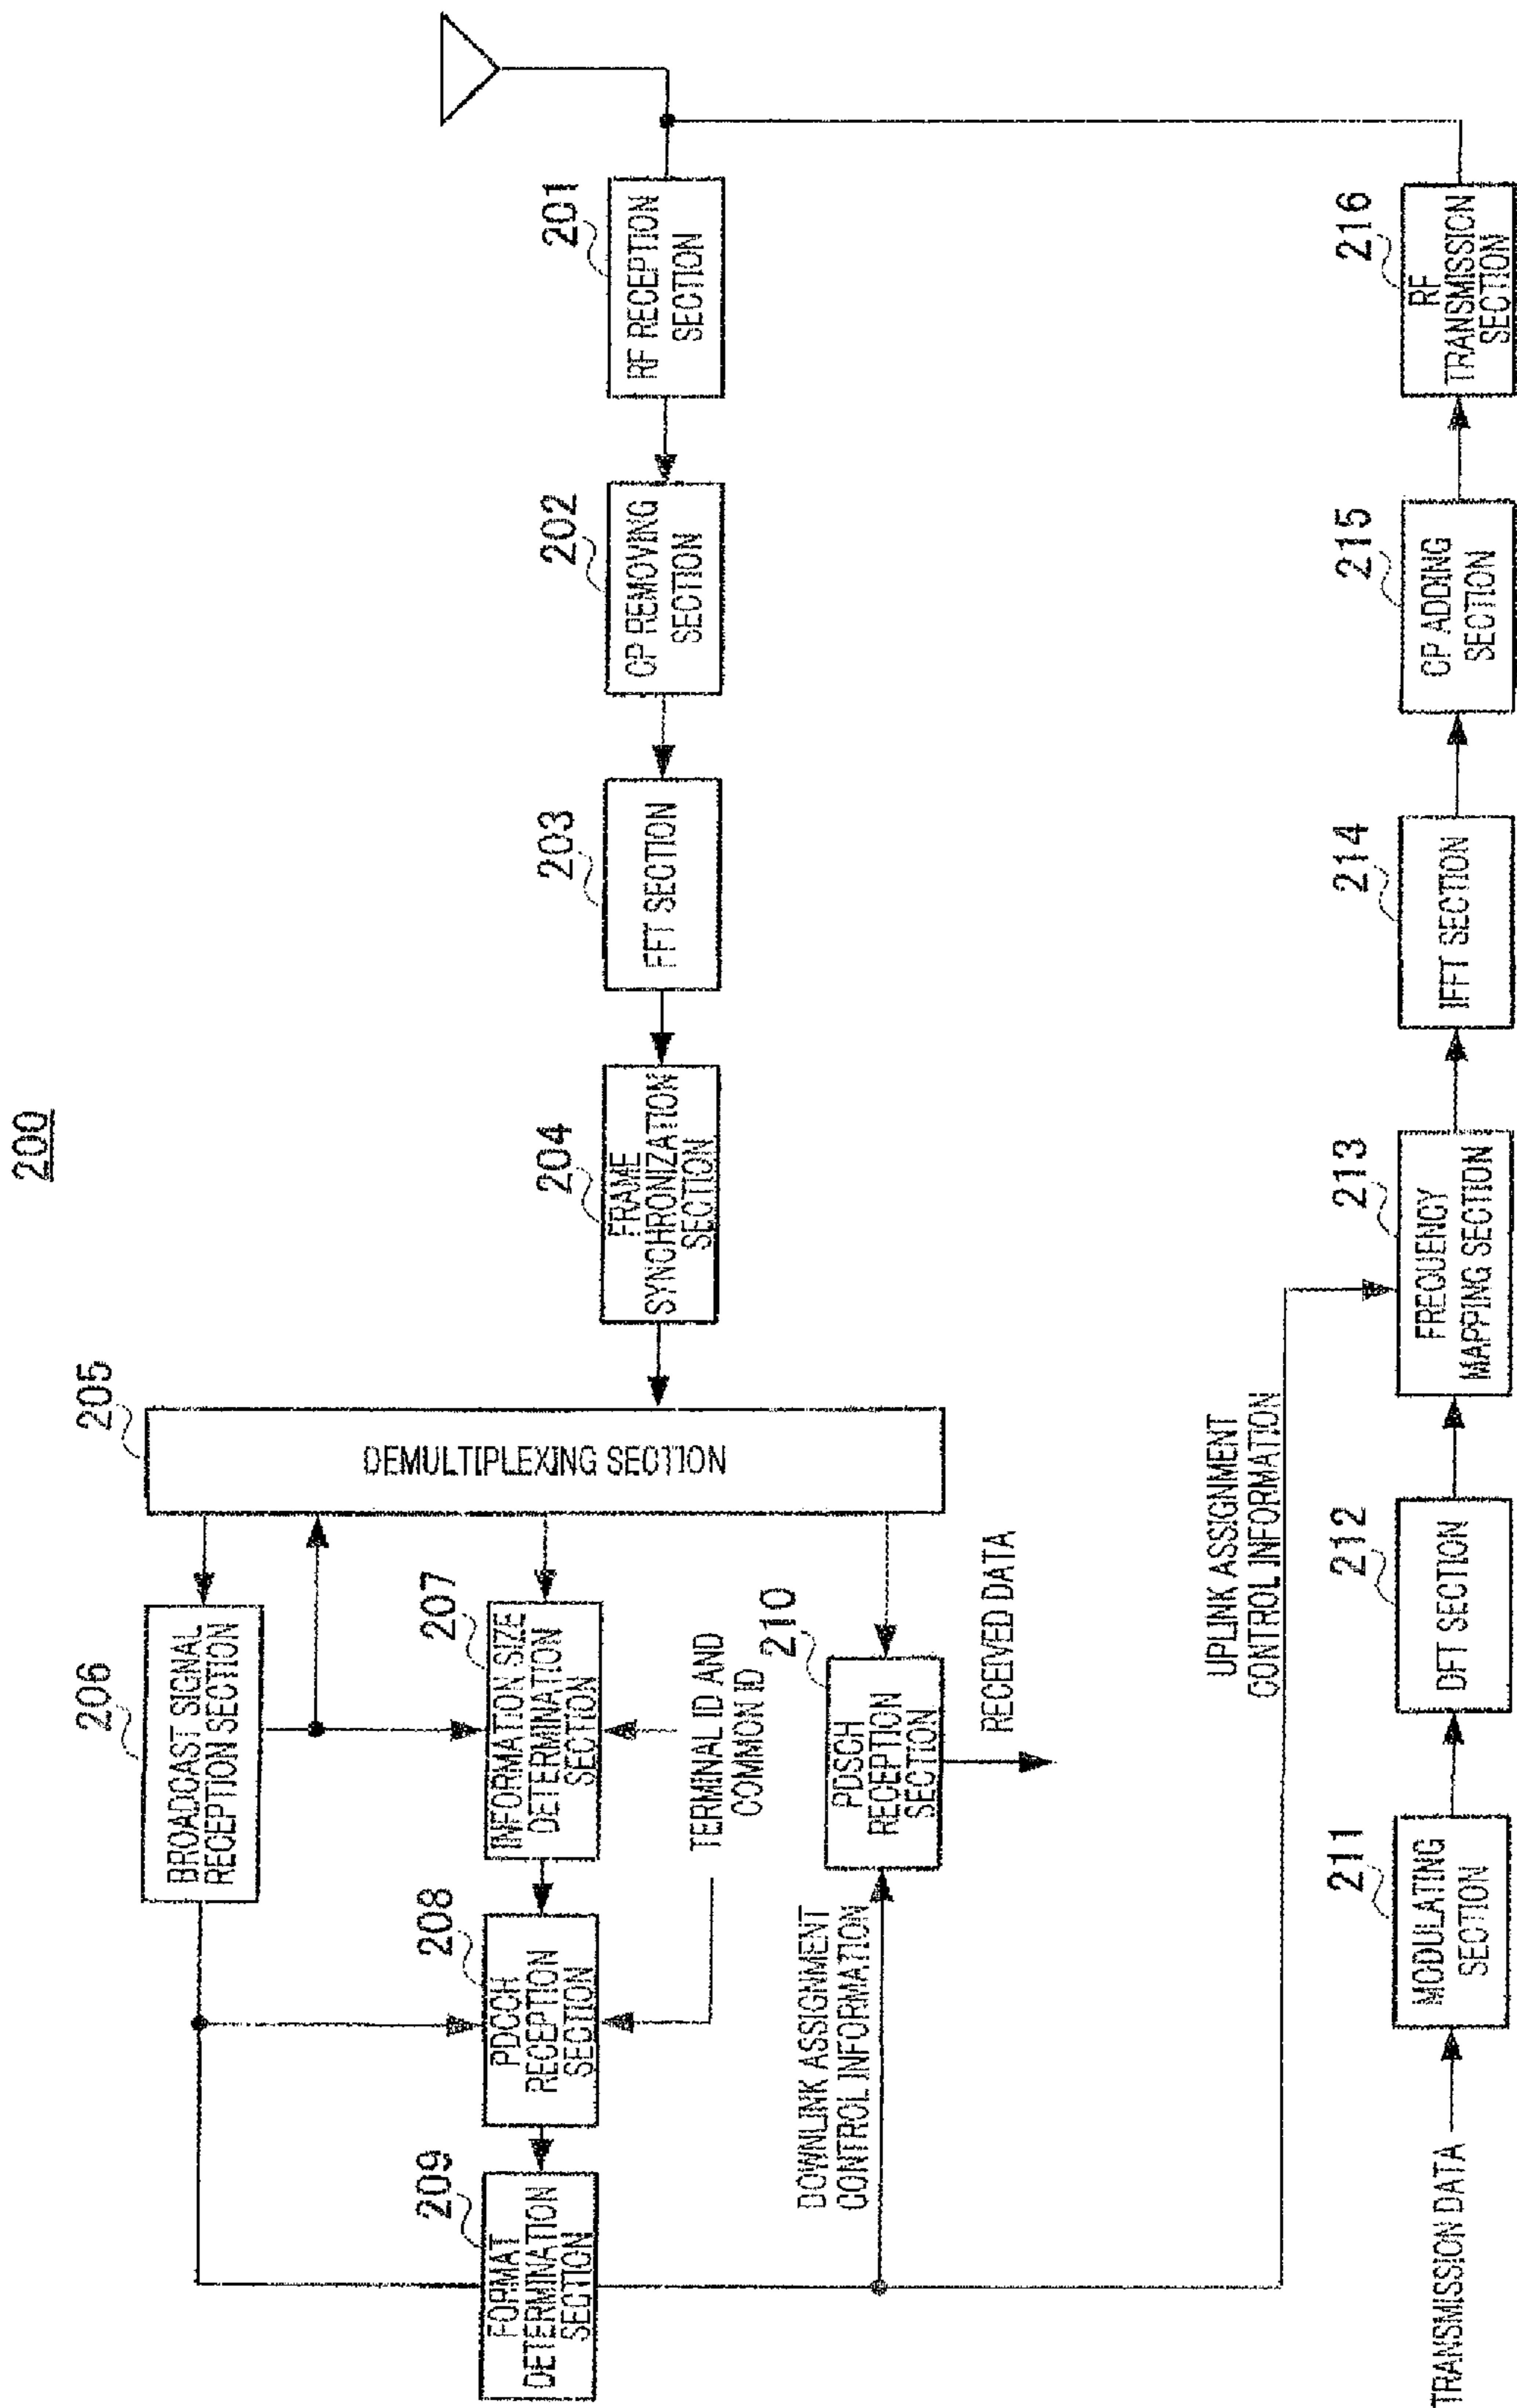 200
201
RF RECEPTION
SECTION
202
CP REMOVING
SECTION
203
FFT SECTION
204
FRAME
SYNCHRONIZATION
SECTION
205
DEMULTIPLEXING SECTION
206
BROADCAST SIGNAL
RECEPTION SECTION
207
INFORMATION SIZE
DETERMINATION
SECTION
208
PDCCH
RECEPTION
SECTION
209
FORMAT
DETERMINATION
SECTION
TERMINAL ID AND
COMMON ID
210
PDSCH
RECEPTION
SECTION
RECEIVED DATA
DOWNLINK ASSIGNMENT
CONTROL INFORMATION
UPLINK ASSIGNMENT
CONTROL INFORMATION
TRANSMISSION DATA
211
MODULATING
SECTION
212
DFT SECTION
213
FREQUENCY
MAPPING SECTION
214
IFFT SECTION
215
CP ADDING
SECTION
216
RF
TRANSMISSION
SECTION